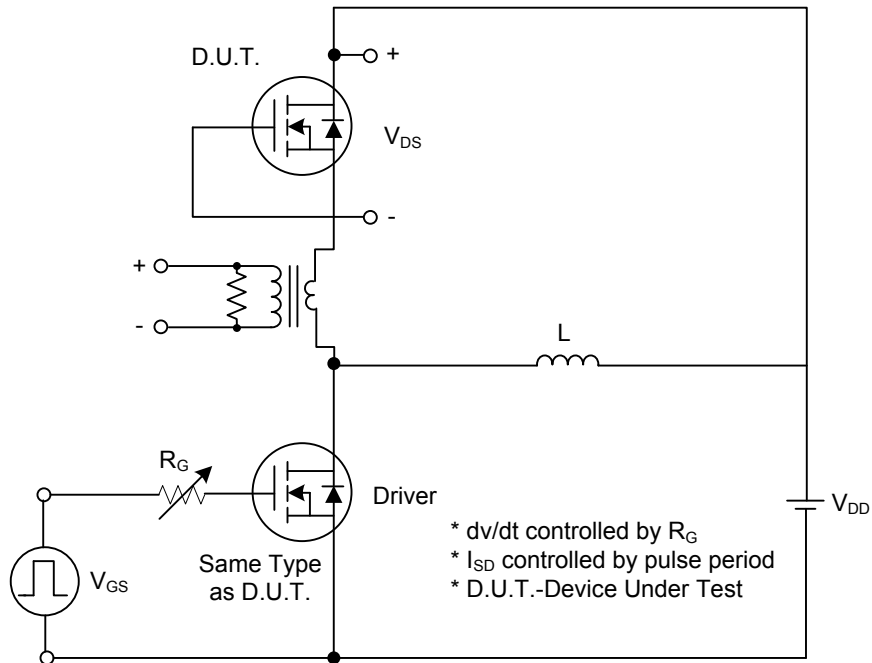 D.U.T.
+
V_DS
-
+
-
L
R_G
Driver
V_DD
V_GS
Same Type
as D.U.T.
* dv/dt controlled by R_G
* I_SD controlled by pulse period
* D.U.T.-Device Under Test